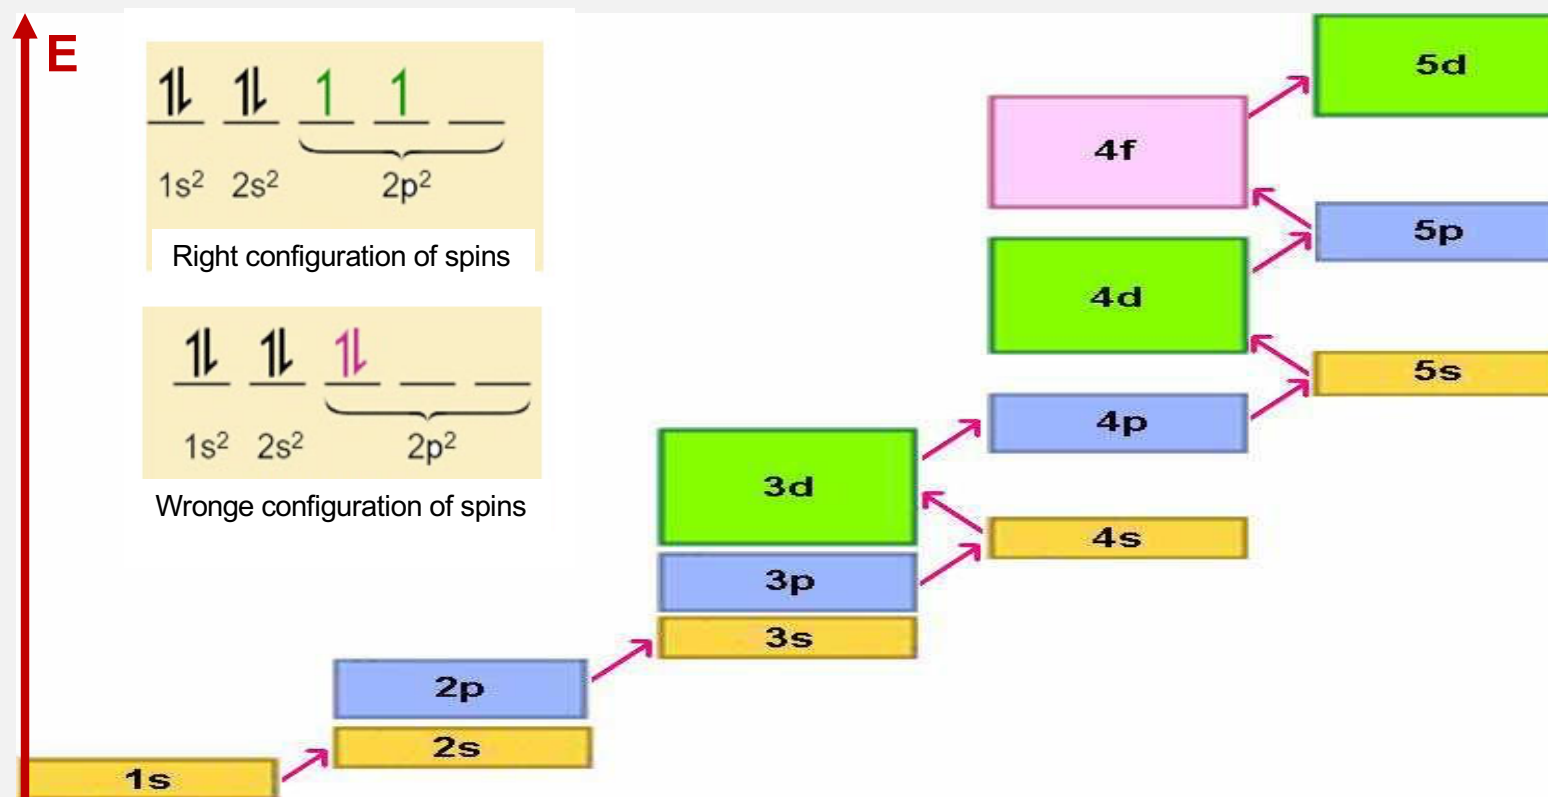 E
1s² 2s² 2p²
Right configuration of spins
1s² 2s² 2p²
Wronge configuration of spins
5d
4f
5p
4d
5s
4p
3d
4s
3p
3s
2p
2s
1s